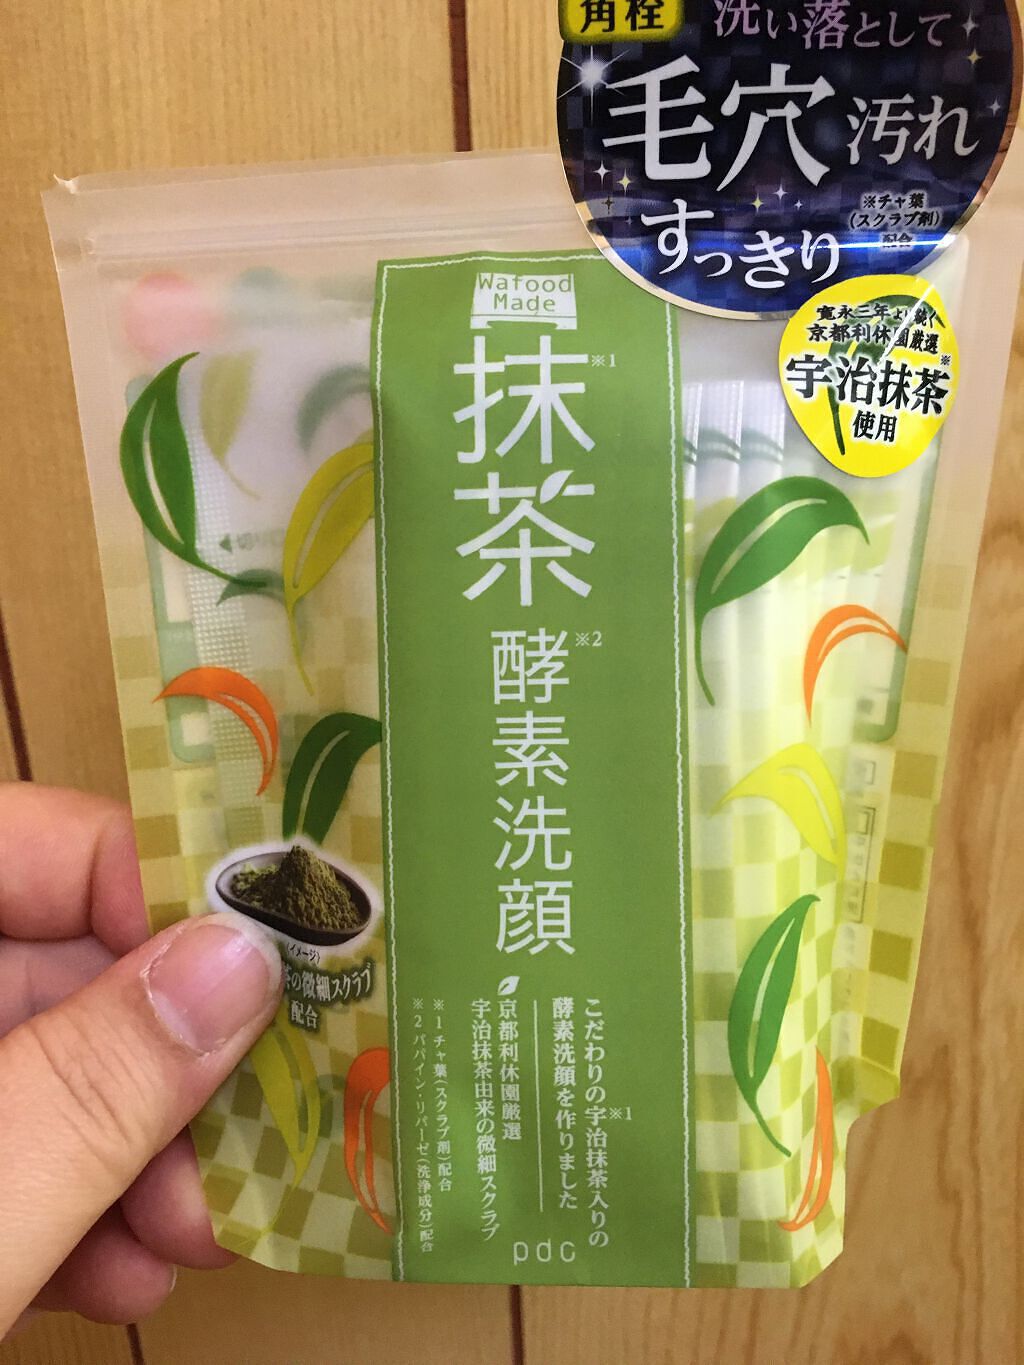 角栓
洗い落として
毛穴汚れ
すっきり
※チャ葉
(スクラブ剤)
配合
寛永三年より続く
京都利休園厳選
宇治抹茶※
使用
Wafood
Made
抹茶※1
酵素洗顔※2
こだわりの宇治抹茶※1入りの
酵素洗顔を作りました
京都利休園厳選
宇治抹茶由来の微細スクラブ
※1 チャ葉(スクラブ剤)配合
※2 パパイン・リパーゼ(洗浄成分)配合
(イメージ)
茶の微細スクラブ
配合
pdc